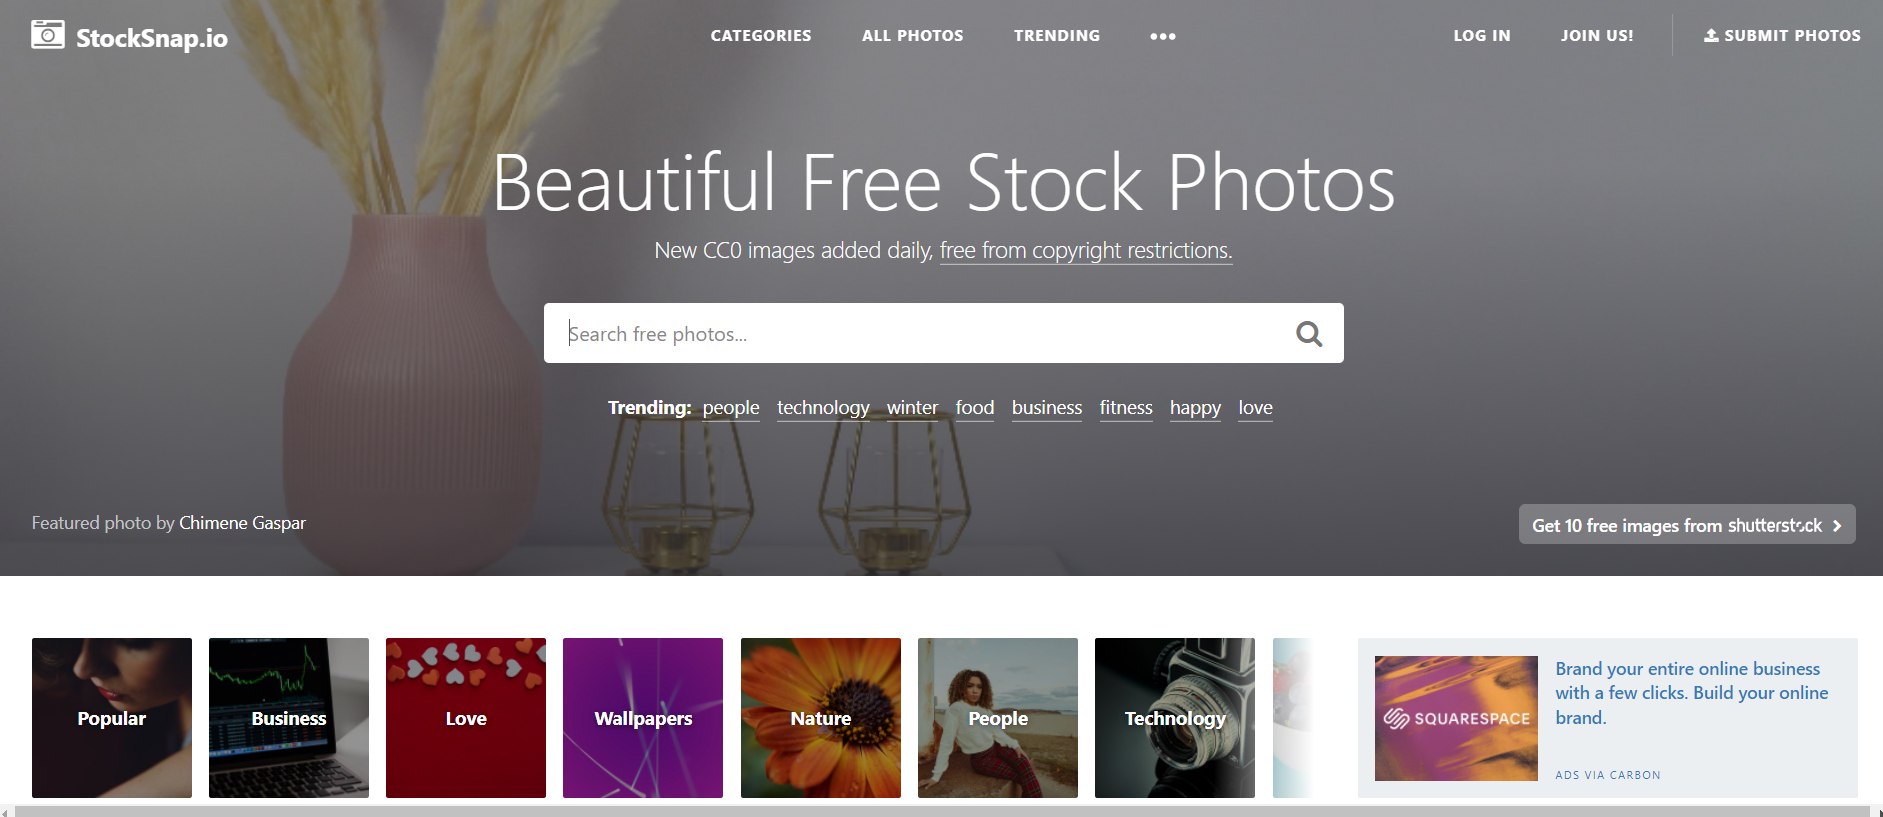 StockSnap.io
CATEGORIES
ALL PHOTOS
TRENDING
•••
LOG IN
JOIN US!
SUBMIT PHOTOS
Beautiful Free Stock Photos
New CC0 images added daily, free from copyright restrictions.
Search free photos...
Trending: people technology winter food business fitness happy love
Featured photo by Chimene Gaspar
Get 10 free images from shutterstock
Popular
Business
Love
Wallpapers
Nature
People
Technology
SQUARESPACE
Brand your entire online business
with a few clicks. Build your online
brand.
ADS VIA CARBON